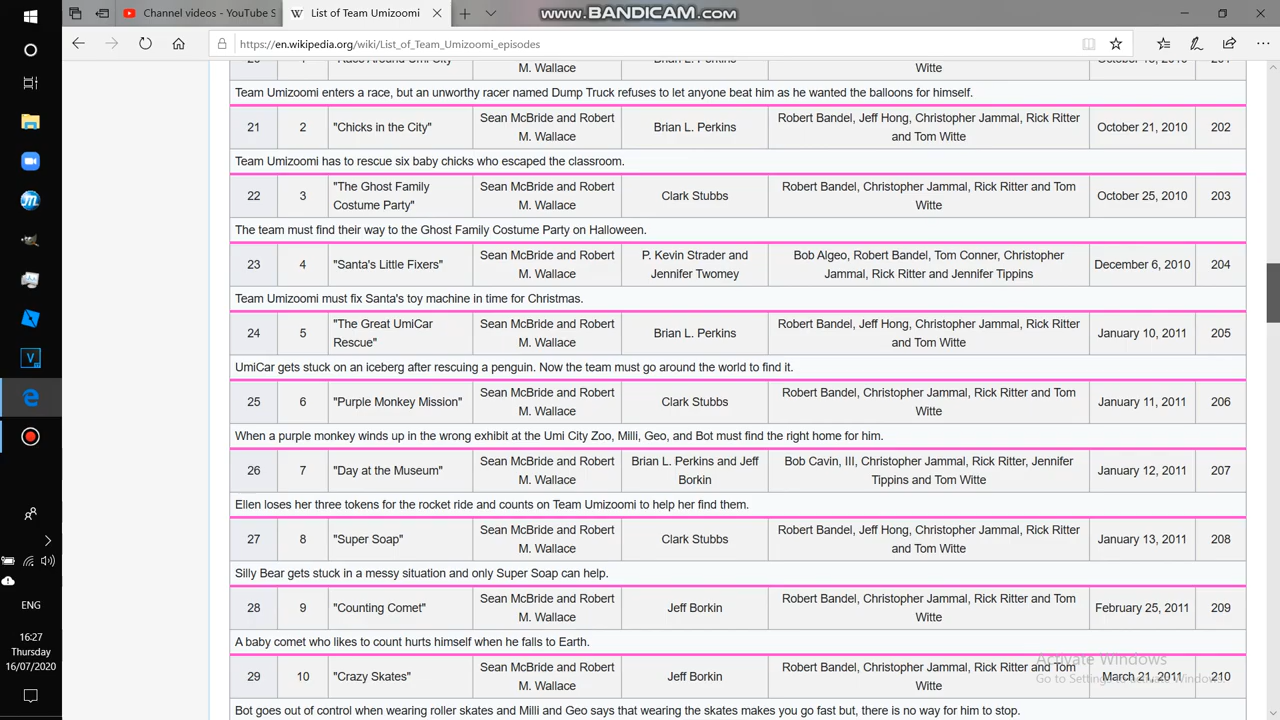 Channel videos - YouTube S
List of Team Umizoomi
www.BANDICAM.com
https://en.wikipedia.org/wiki/List_of_Team_Umizoomi_episodes
M. Wallace
Witte
Team Umizoomi enters a race, but an unworthy racer named Dump Truck refuses to let anyone beat him as he wanted the balloons for himself.
21 2 "Chicks in the City" Sean McBride and Robert M. Wallace Brian L. Perkins Robert Bandel, Jeff Hong, Christopher Jammal, Rick Ritter and Tom Witte October 21, 2010 202
Team Umizoomi has to rescue six baby chicks who escaped the classroom.
22 3 "The Ghost Family Costume Party" Sean McBride and Robert M. Wallace Clark Stubbs Robert Bandel, Christopher Jammal, Rick Ritter and Tom Witte October 25, 2010 203
The team must find their way to the Ghost Family Costume Party on Halloween.
23 4 "Santa's Little Fixers" Sean McBride and Robert M. Wallace P. Kevin Strader and Jennifer Twomey Bob Algeo, Robert Bandel, Tom Conner, Christopher Jammal, Rick Ritter and Jennifer Tippins December 6, 2010 204
Team Umizoomi must fix Santa's toy machine in time for Christmas.
24 5 "The Great UmiCar Rescue" Sean McBride and Robert M. Wallace Brian L. Perkins Robert Bandel, Jeff Hong, Christopher Jammal, Rick Ritter and Tom Witte January 10, 2011 205
UmiCar gets stuck on an iceberg after rescuing a penguin. Now the team must go around the world to find it.
25 6 "Purple Monkey Mission" Sean McBride and Robert M. Wallace Clark Stubbs Robert Bandel, Christopher Jammal, Rick Ritter and Tom Witte January 11, 2011 206
When a purple monkey winds up in the wrong exhibit at the Umi City Zoo, Milli, Geo, and Bot must find the right home for him.
26 7 "Day at the Museum" Sean McBride and Robert M. Wallace Brian L. Perkins and Jeff Borkin Bob Cavin, III, Christopher Jammal, Rick Ritter, Jennifer Tippins and Tom Witte January 12, 2011 207
Ellen loses her three tokens for the rocket ride and counts on Team Umizoomi to help her find them.
27 8 "Super Soap" Sean McBride and Robert M. Wallace Clark Stubbs Robert Bandel, Jeff Hong, Christopher Jammal, Rick Ritter and Tom Witte January 13, 2011 208
Silly Bear gets stuck in a messy situation and only Super Soap can help.
28 9 "Counting Comet" Sean McBride and Robert M. Wallace Jeff Borkin Robert Bandel, Christopher Jammal, Rick Ritter and Tom Witte February 25, 2011 209
A baby comet who likes to count hurts himself when he falls to Earth.
29 10 "Crazy Skates" Sean McBride and Robert M. Wallace Jeff Borkin Robert Bandel, Christopher Jammal, Rick Ritter and Tom Witte March 21, 2011 210
Bot goes out of control when wearing roller skates and Milli and Geo says that wearing the skates makes you go fast but, there is no way for him to stop.
Activate Windows
Go to Settings to activate Windows.
ENG
16:27
Thursday
16/07/2020